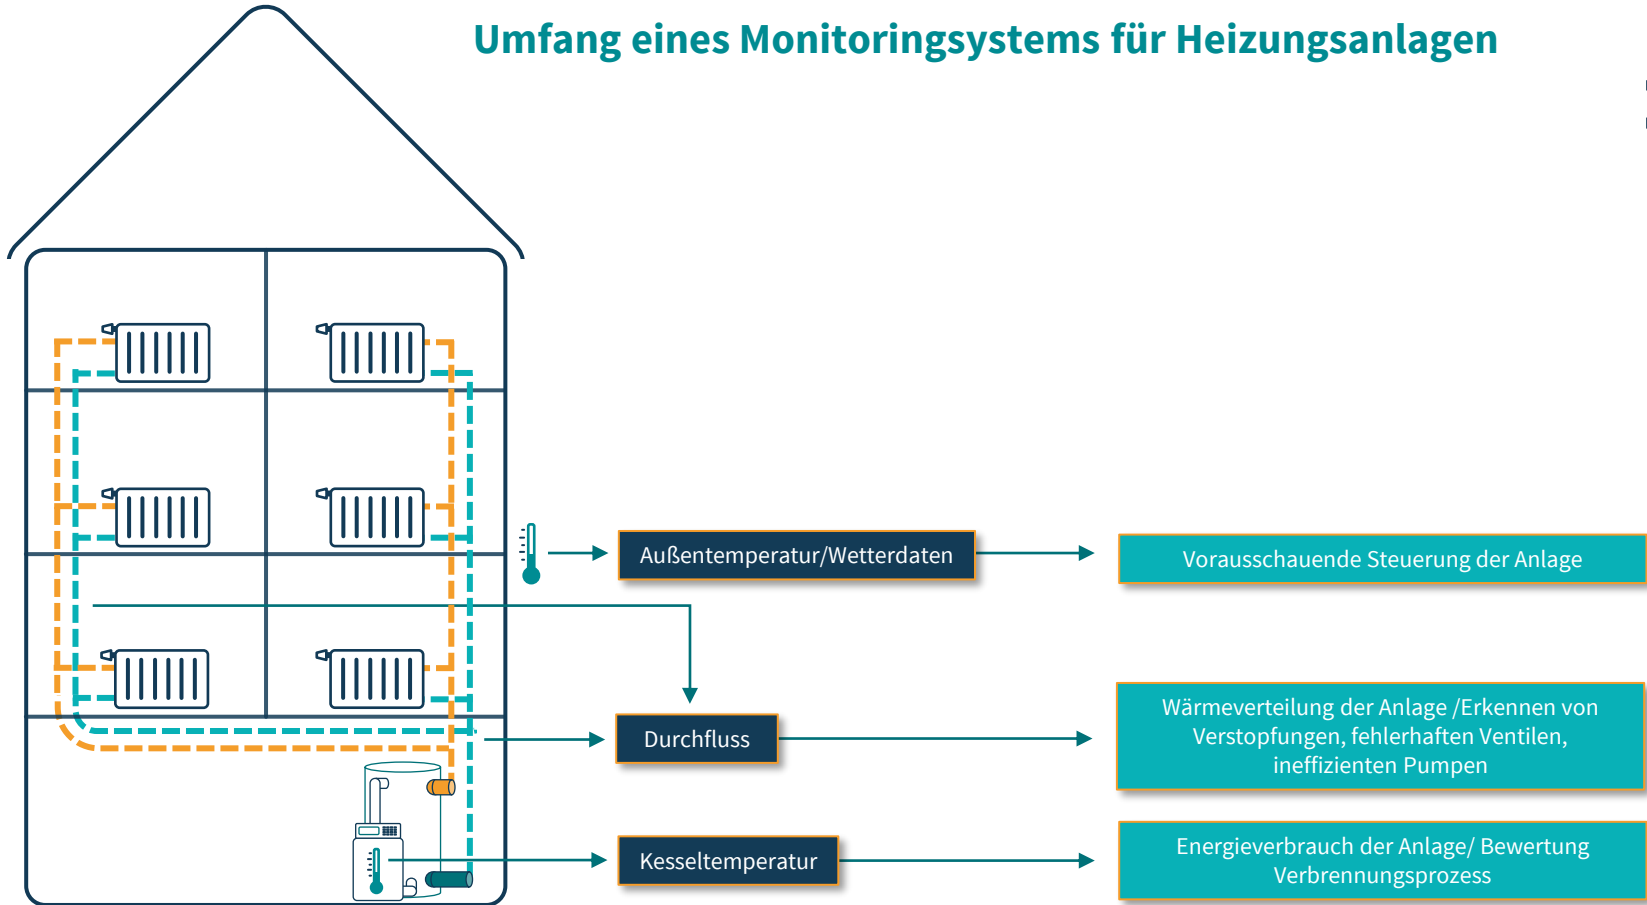 Umfang eines Monitoringsystems für Heizungsanlagen
Außentemperatur/Wetterdaten
Vorausschauende Steuerung der Anlage
Durchfluss
Wärmeverteilung der Anlage /Erkennen von
Verstopfungen, fehlerhaften Ventilen,
ineffizienten Pumpen
Kesseltemperatur
Energieverbrauch der Anlage/ Bewertung
Verbrennungsprozess